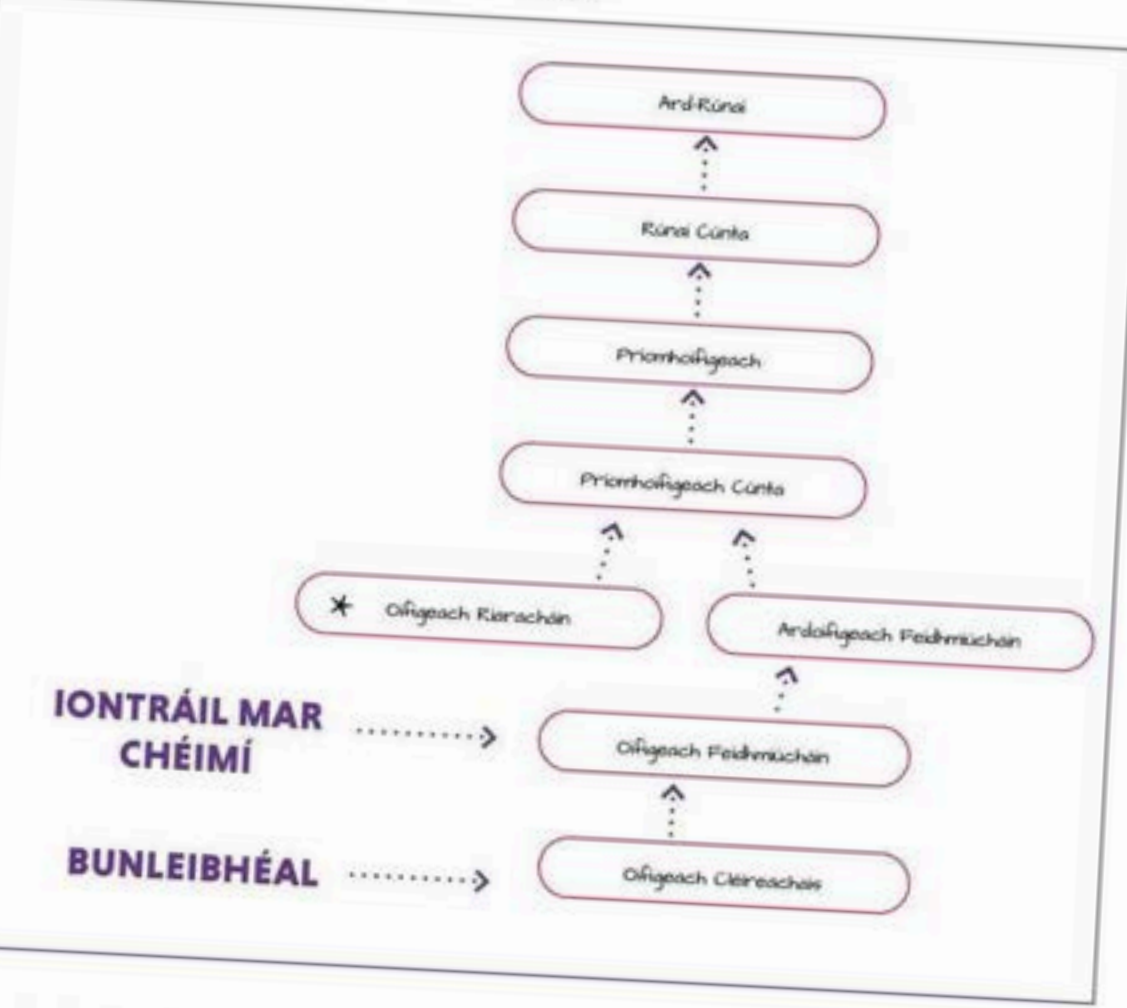 Ard-Rúnaí
Rúnaí Cúnta
Príomhoifigeach
Príomhoifigeach Cúnta
* Oifigeach Riaracháin
Ardoifigeach Feidhmiúcháin
IONTRÁIL MAR
CHÉIMÍ
Oifigeach Feidhmiúcháin
BUNLEIBHÉAL
Oifigeach Cléireachais